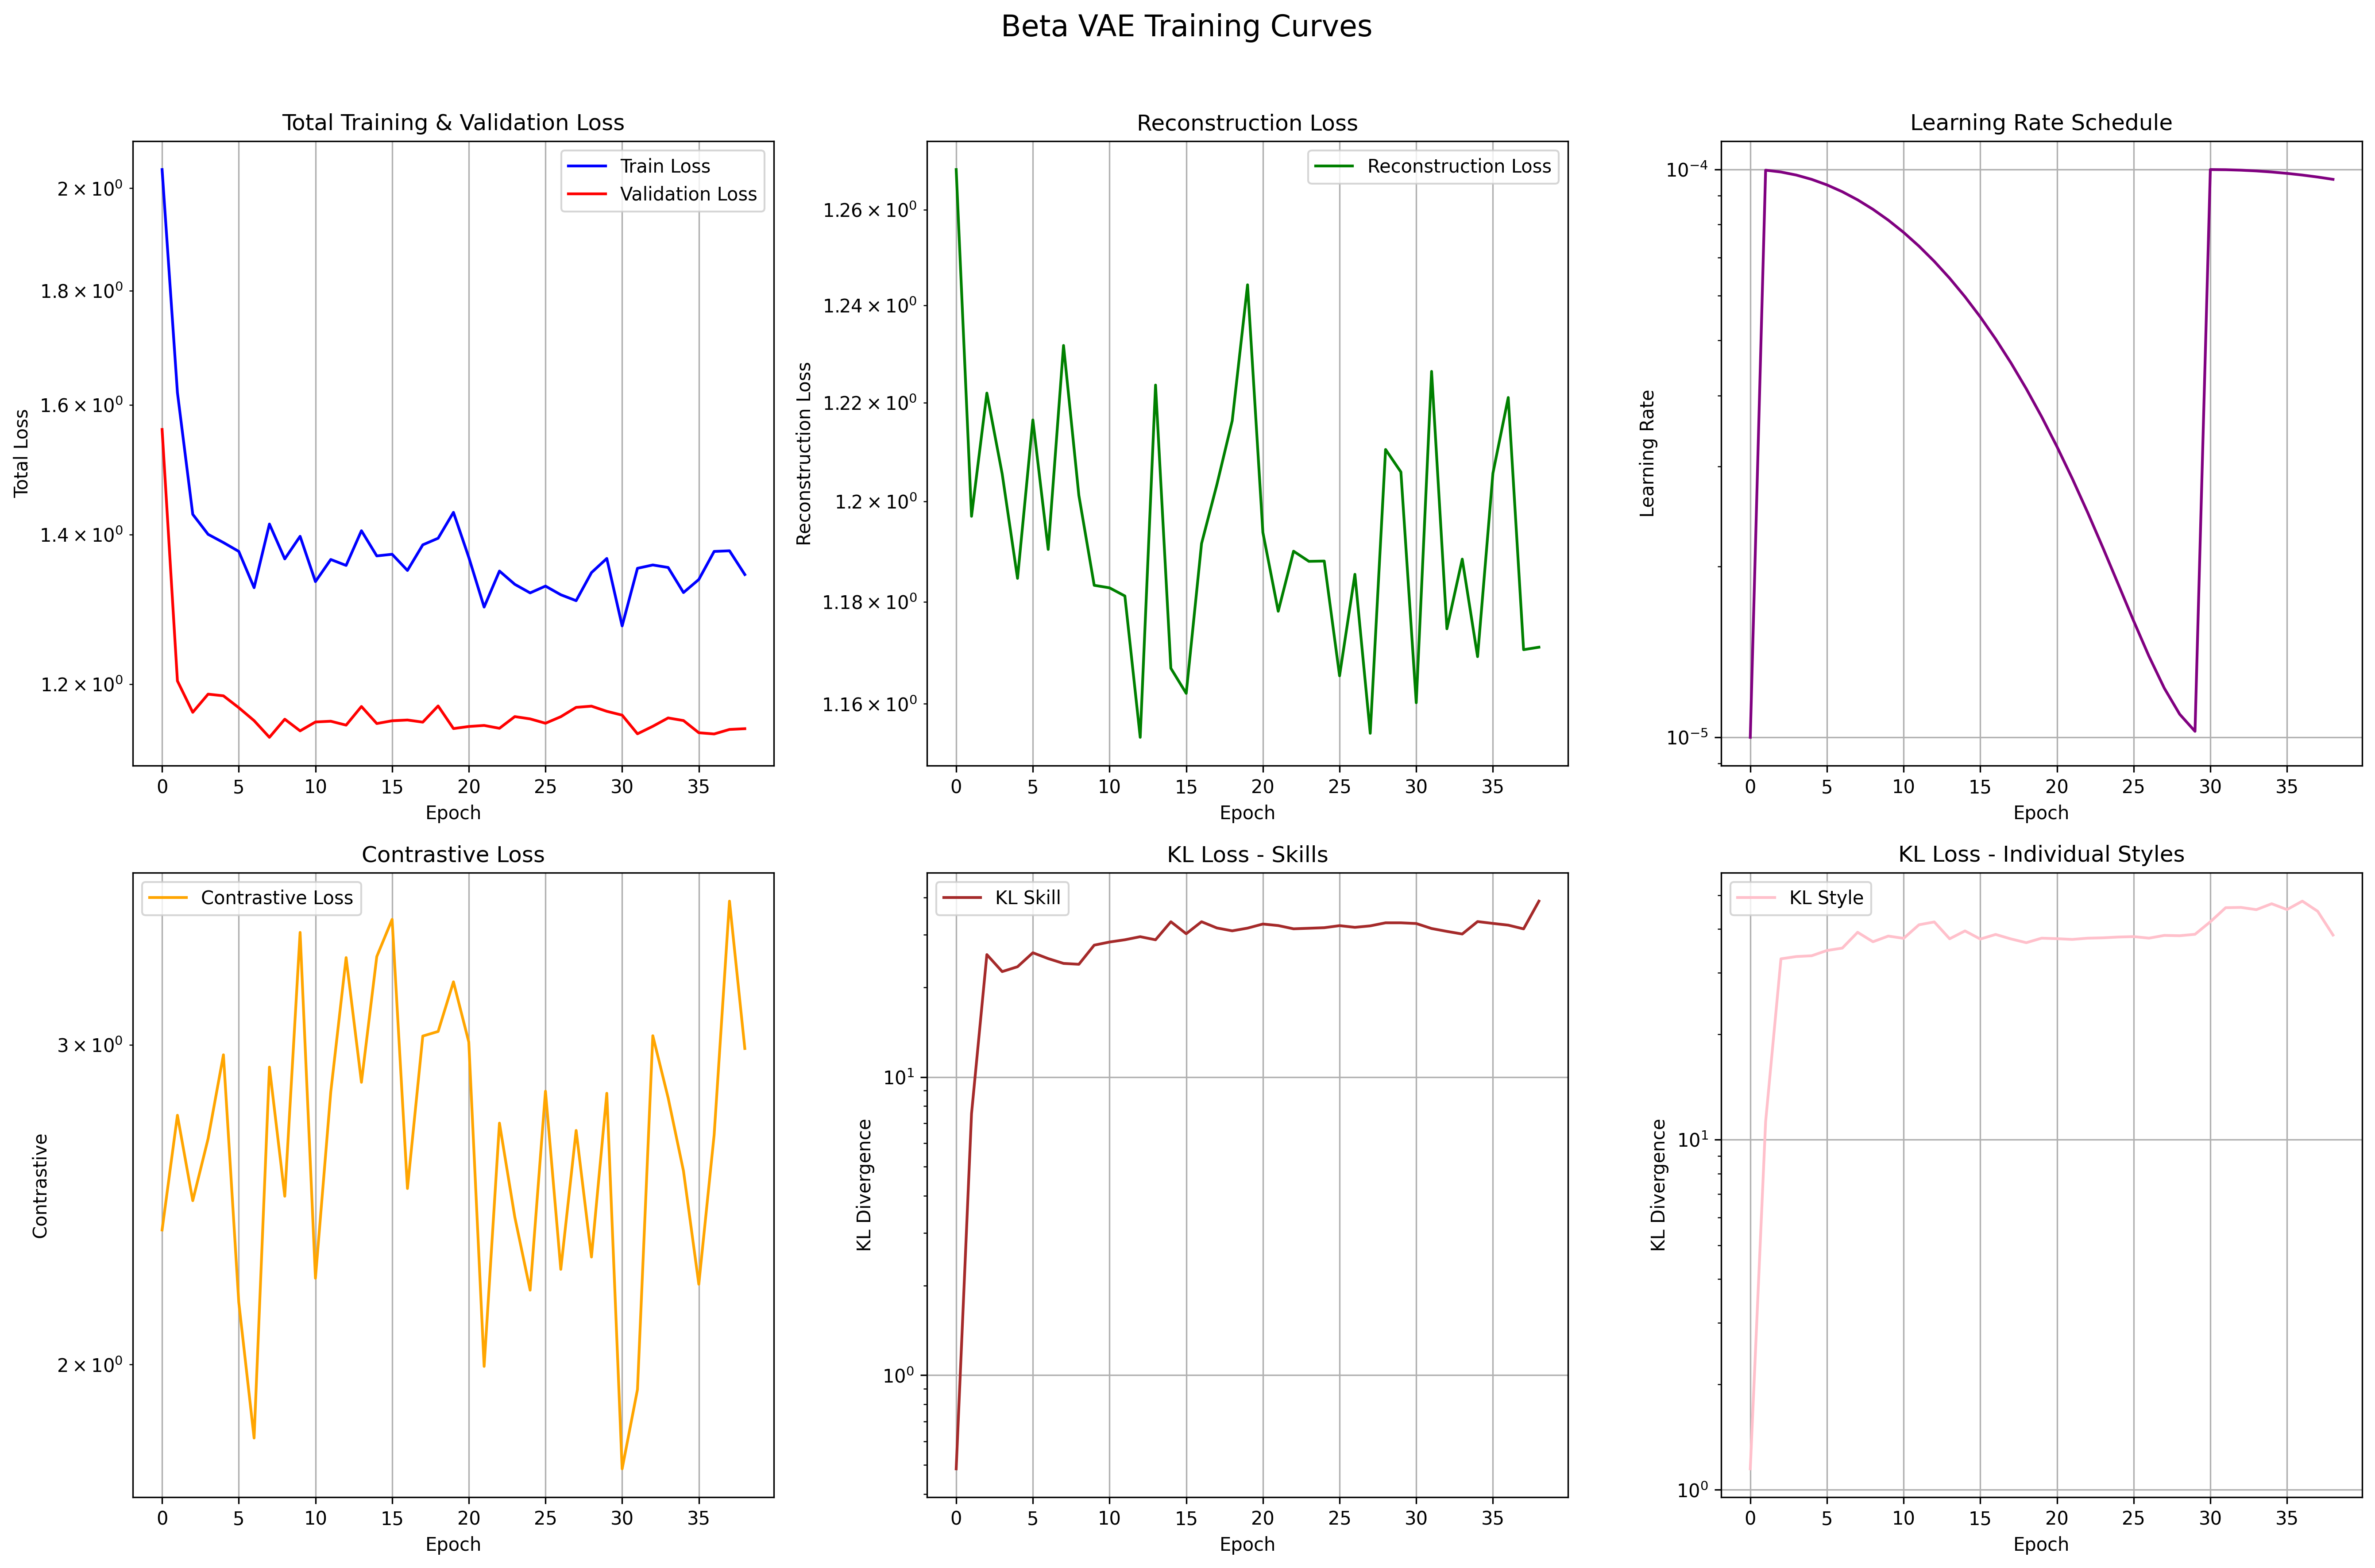 Beta VAE Training Curves
Total Training & Validation Loss
Train Loss
Validation Loss
2 × 10⁰
1.8 × 10⁰
1.6 × 10⁰
1.4 × 10⁰
1.2 × 10⁰
Total Loss
0 5 10 15 20 25 30 35
Epoch
Reconstruction Loss
Reconstruction Loss
1.26 × 10⁰
1.24 × 10⁰
1.22 × 10⁰
1.2 × 10⁰
1.18 × 10⁰
1.16 × 10⁰
Reconstruction Loss
0 5 10 15 20 25 30 35
Epoch
Learning Rate Schedule
10⁻⁴
10⁻⁵
Learning Rate
0 5 10 15 20 25 30 35
Epoch
Contrastive Loss
Contrastive Loss
3 × 10⁰
2 × 10⁰
Contrastive
0 5 10 15 20 25 30 35
Epoch
KL Loss - Skills
KL Skill
10¹
10⁰
KL Divergence
0 5 10 15 20 25 30 35
Epoch
KL Loss - Individual Styles
KL Style
10¹
10⁰
KL Divergence
0 5 10 15 20 25 30 35
Epoch